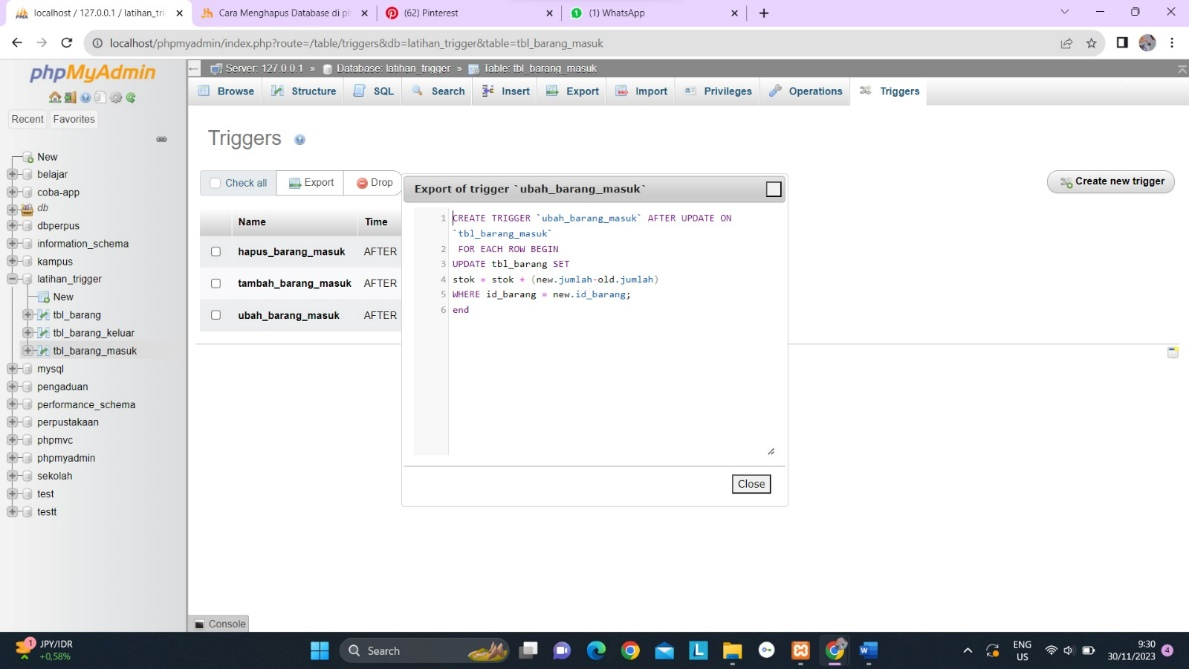 localhost / 127.0.0.1 / latihan_tri
Cara Menghapus Database di ph
(62) Pinterest
(1) WhatsApp
localhost/phpmyadmin/index.php?route=/table/triggers&db=latihan_trigger&table=tbl_barang_masuk
phpMyAdmin
Server: 127.0.0.1 » Database: latihan_trigger » Table: tbl_barang_masuk
Browse Structure SQL Search Insert Export Import Privileges Operations Triggers
Recent Favorites
New
belajar
coba-app
db
dbperpus
information_schema
kampus
latihan_trigger
New
tbl_barang
tbl_barang_keluar
tbl_barang_masuk
mysql
pengaduan
performance_schema
perpustakaan
phpmvc
phpmyadmin
sekolah
test
testt
Triggers
Check all Export Drop
Create new trigger
Name Time
hapus_barang_masuk AFTER
tambah_barang_masuk AFTER
ubah_barang_masuk AFTER
Export of trigger `ubah_barang_masuk`
1 CREATE TRIGGER `ubah_barang_masuk` AFTER UPDATE ON
`tbl_barang_masuk`
2 FOR EACH ROW BEGIN
3 UPDATE tbl_barang SET
4 stok = stok + (new.jumlah-old.jumlah)
5 WHERE id_barang = new.id_barang;
6 end
Close
Console
1
JPY/IDR
+0,58%
Search
L
W
ENG
US
9:30
30/11/2023
4